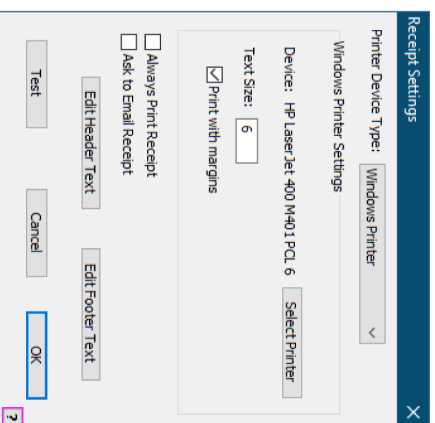 Receipt Settings
Printer Device Type: Windows Printer
Windows Printer Settings
Device: HP LaserJet 400 M401 PCL 6 Select Printer
Text Size: 6
Print with margins
Always Print Receipt
Ask to Email Receipt
Edit Header Text Edit Footer Text
Test Cancel OK
?